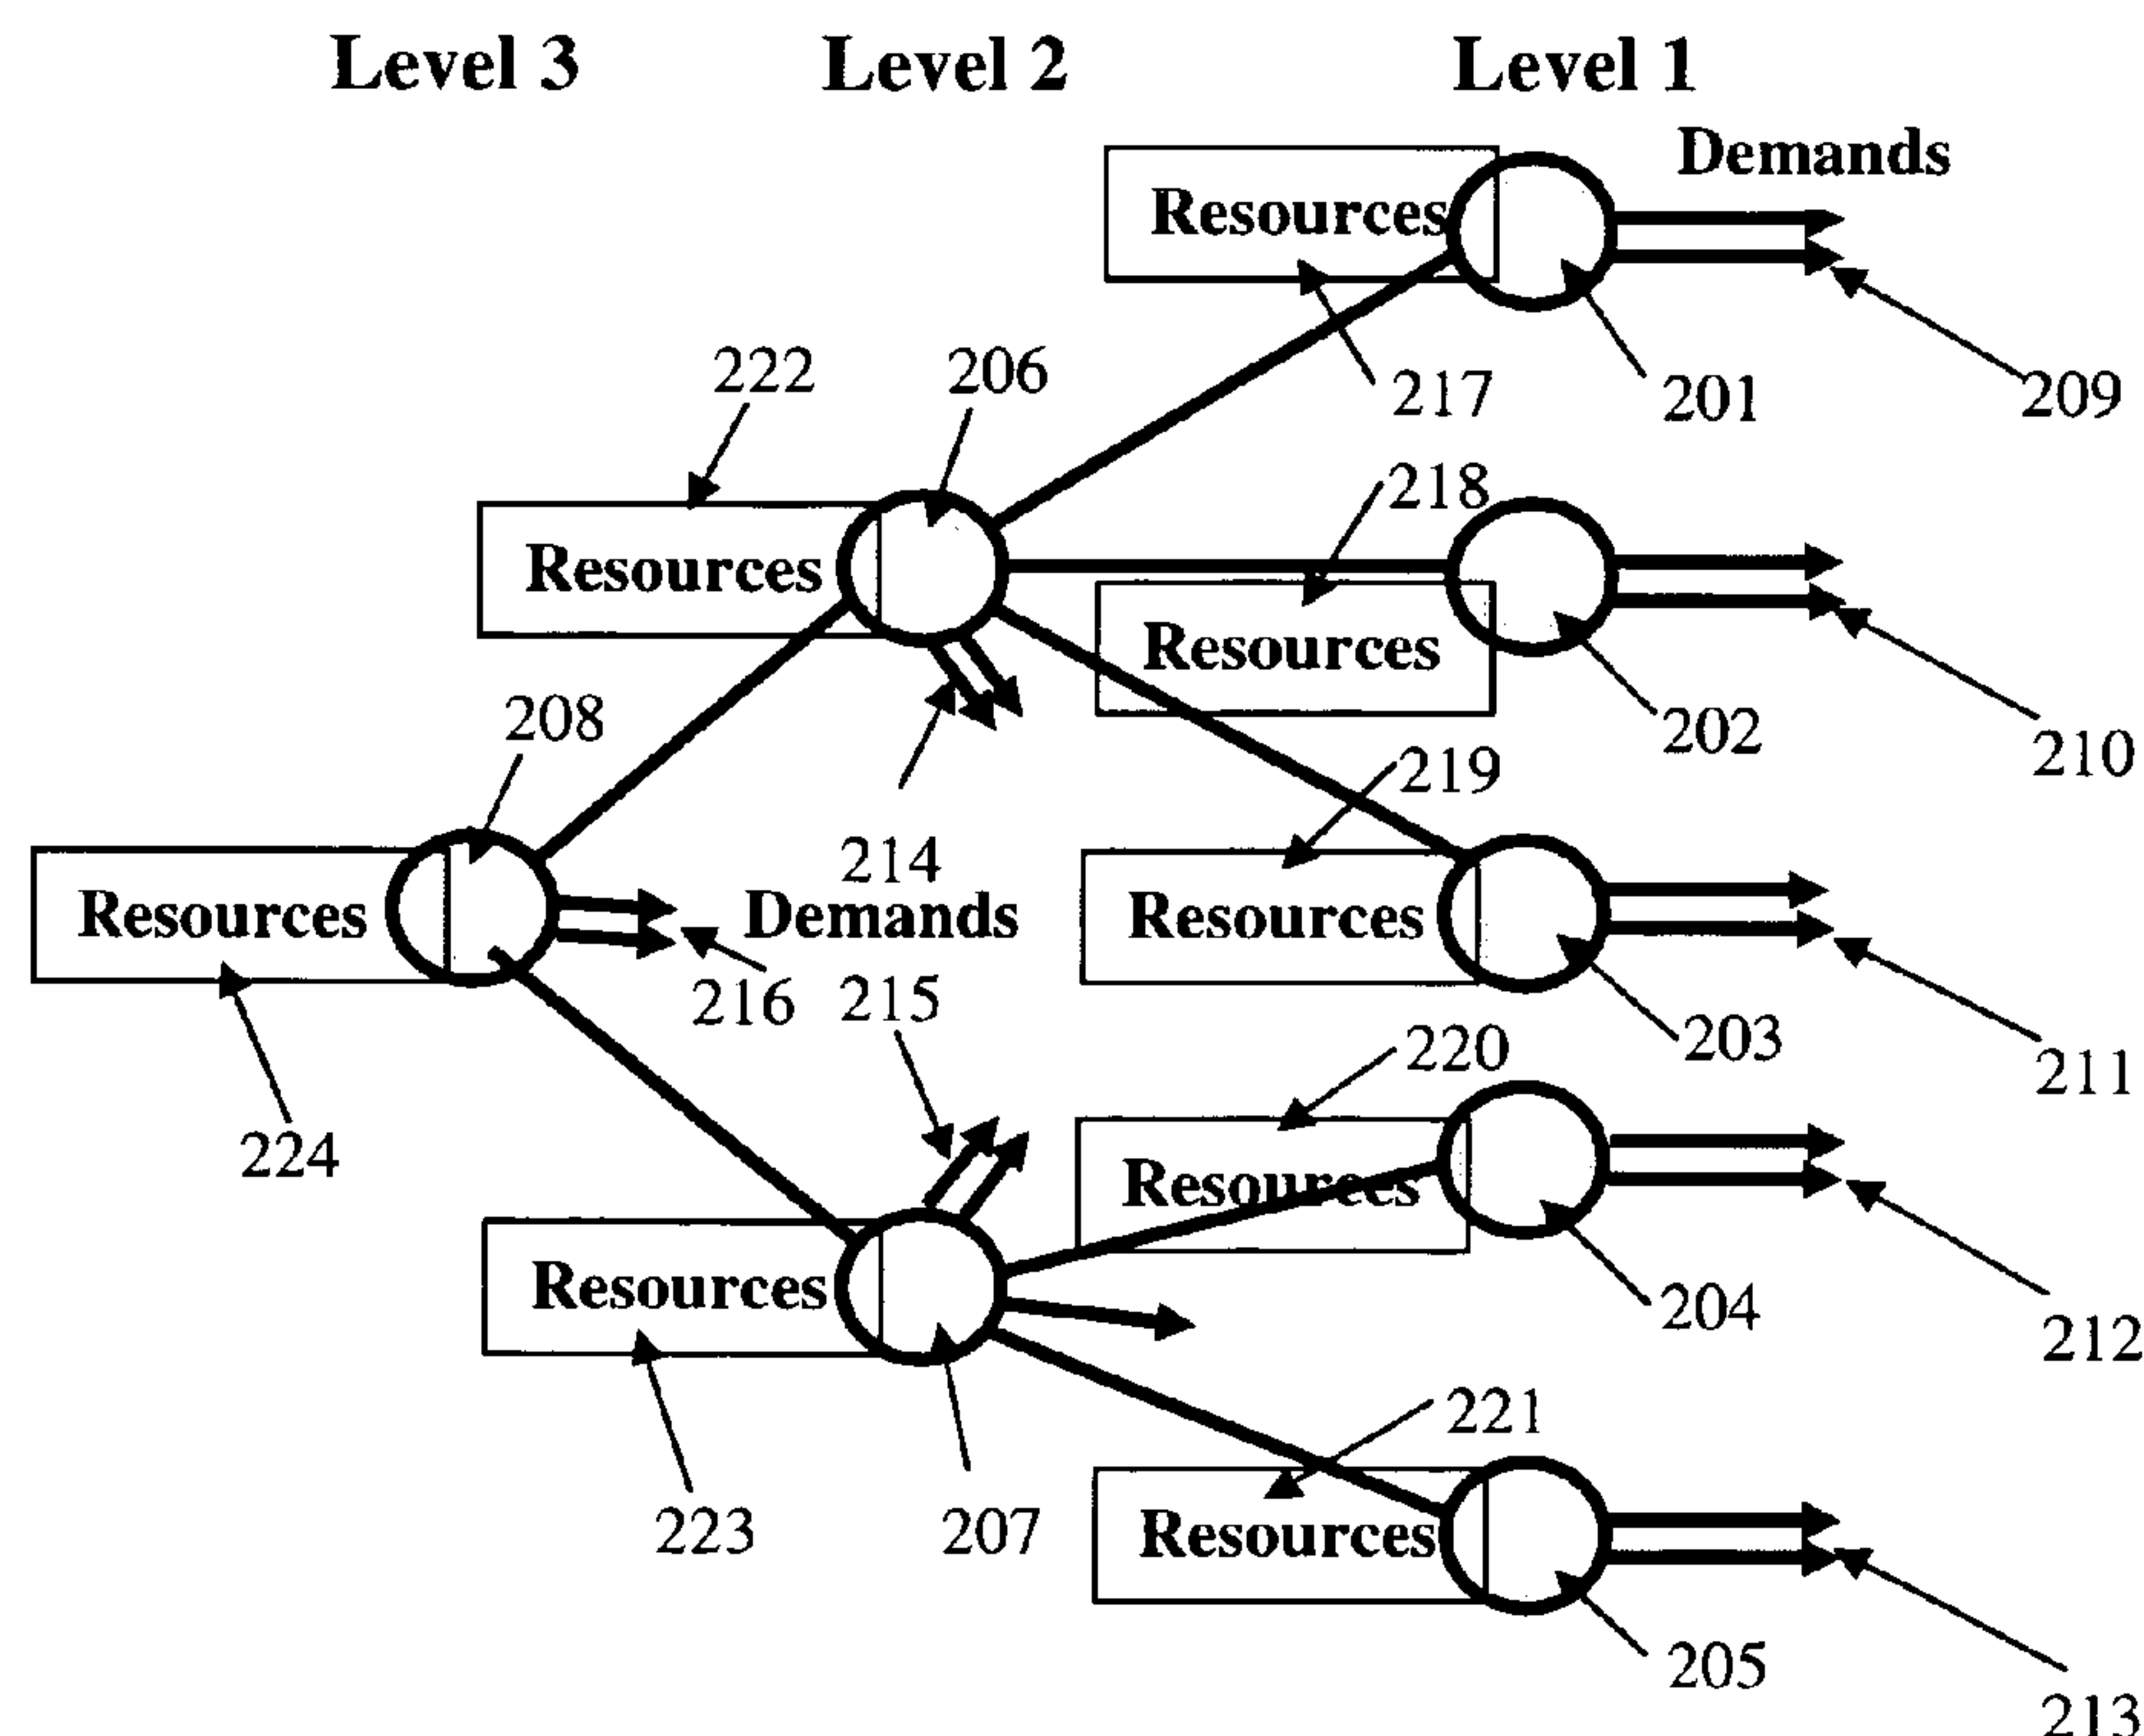 Level 3 Level 2 Level 1
Demands
Resources
222 206 217 201 209
218
Resources
Resources
208 202 210
219
214
Resources Demands Resources
216 215
203
220 211
224
Resources
Resources
204 212
221
223 207 Resources
205
213